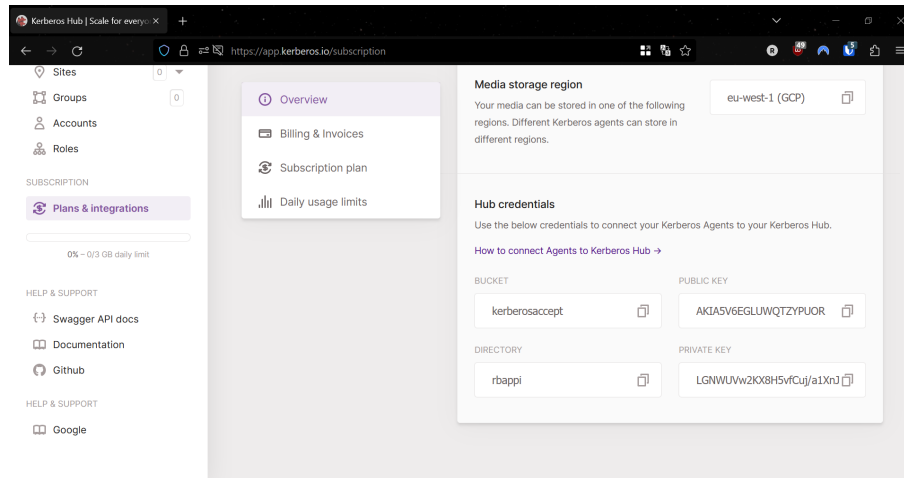 Kerberos Hub | Scale for everyo
https://app.kerberos.io/subscription
49
5
R
Sites
0
Groups
0
Accounts
Roles
SUBSCRIPTION
Plans & integrations
0% – 0/3 GB daily limit
HELP & SUPPORT
Swagger API docs
Documentation
Github
HELP & SUPPORT
Google
Overview
Billing & Invoices
Subscription plan
Daily usage limits
Media storage region
Your media can be stored in one of the following
regions. Different Kerberos agents can store in
different regions.
eu-west-1 (GCP)
Hub credentials
Use the below credentials to connect your Kerberos Agents to your Kerberos Hub.
How to connect Agents to Kerberos Hub →
BUCKET
kerberosaccept
PUBLIC KEY
AKIA5V6EGLUWQTZYPUOR
DIRECTORY
rbappi
PRIVATE KEY
LGNWUVw2KX8H5vfCuj/a1XnJ